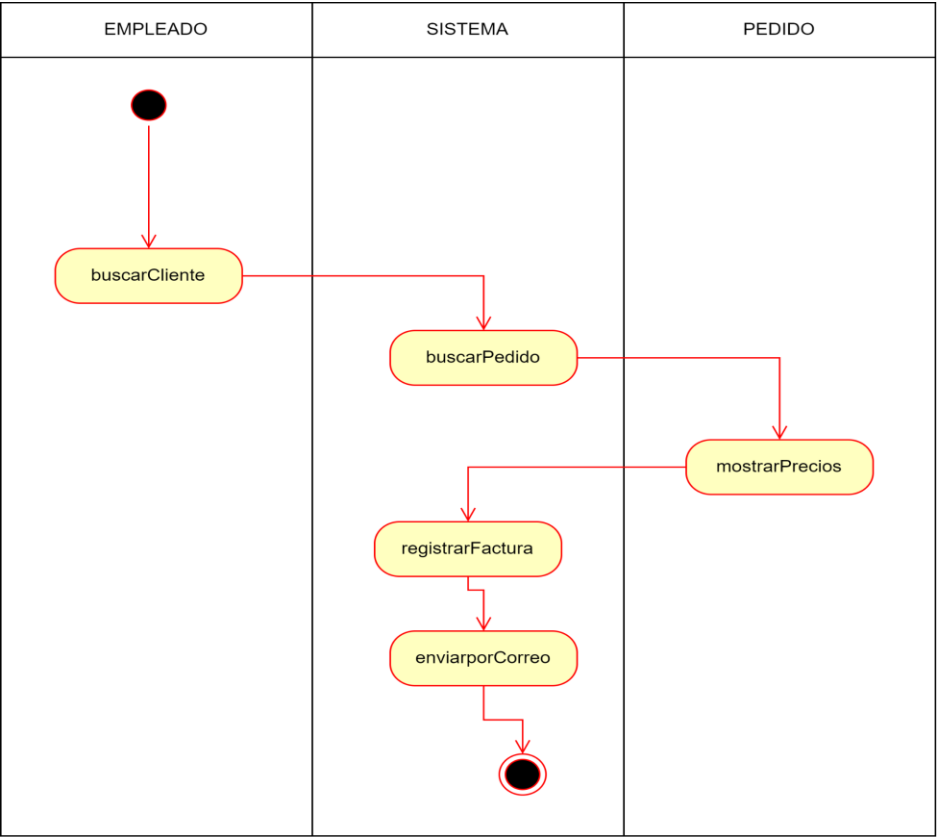 EMPLEADO
SISTEMA
PEDIDO
buscarCliente
buscarPedido
mostrarPrecios
registrarFactura
enviarporCorreo